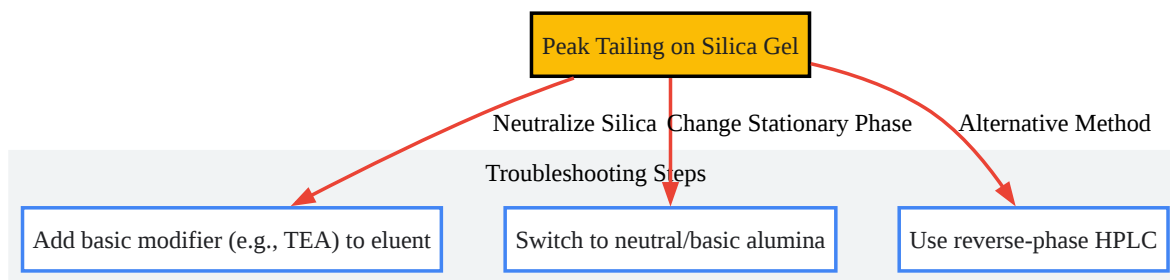 Peak Tailing on Silica Gel
Neutralize Silica
Change Stationary Phase
Alternative Method
Troubleshooting Steps
Add basic modifier (e.g., TEA) to eluent
Switch to neutral/basic alumina
Use reverse-phase HPLC